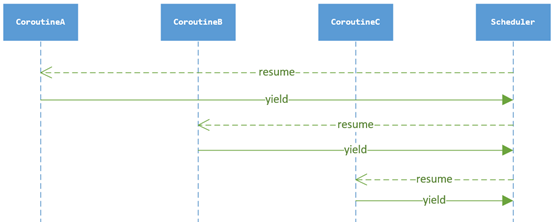 CoroutineA
CoroutineB
CoroutineC
Scheduler
resume
yield
resume
yield
resume
yield